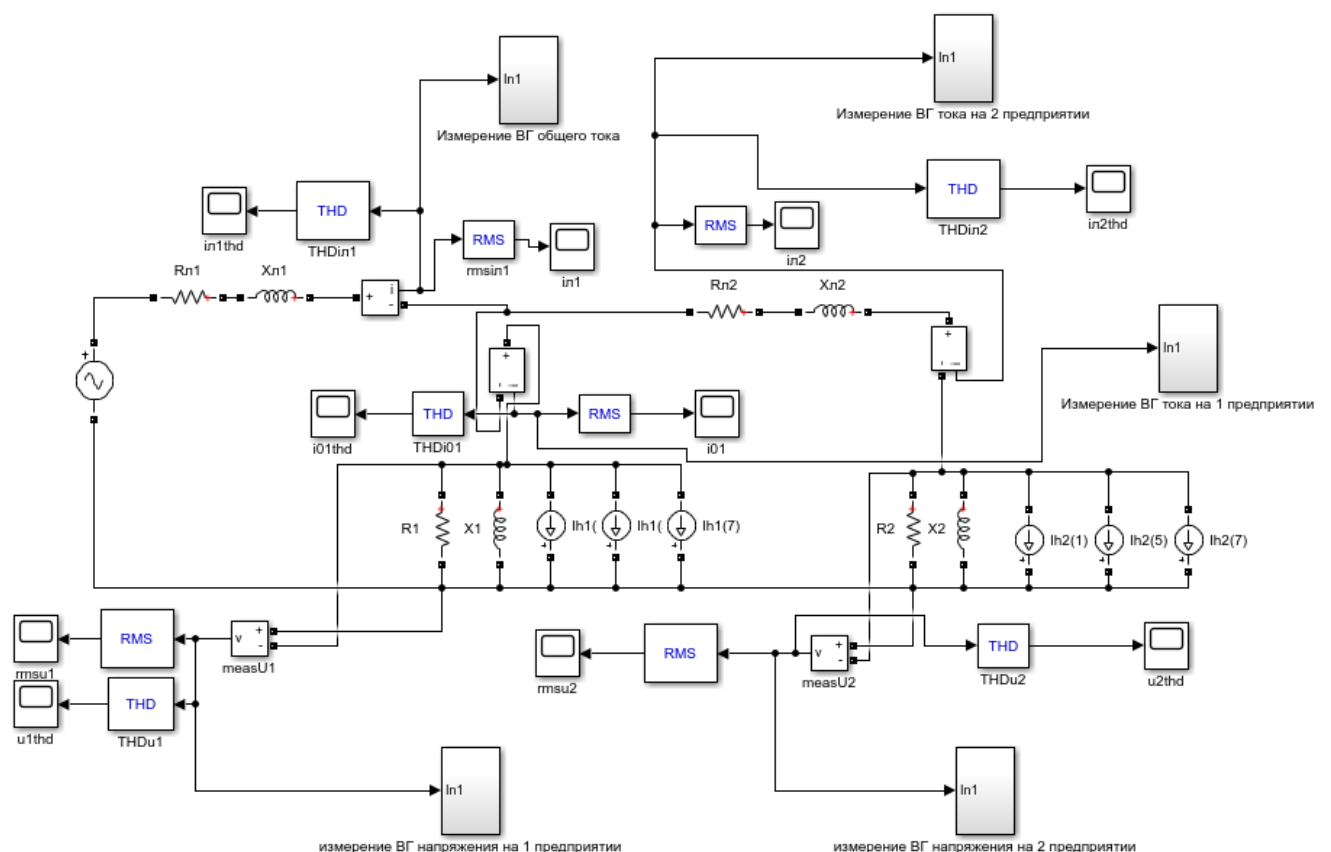 In1
Измерение ВГ общего тока
In1
Измерение ВГ тока на 2 предприятии
THD
THDiл1
iл1thd
RMS
rmsiл1
iл1
THD
THDiл2
iл2thd
RMS
iл2
Rл1
Xл1
+
i
-
Rл2
Xл2
+
+
+
In1
Измерение ВГ тока на 1 предприятии
i01thd
THD
THDi01
RMS
i01
R1
X1
Ih1(
Ih1(
Ih1(7)
R2
X2
Ih2(1)
Ih2(5)
Ih2(7)
+
+
+
+
+
+
RMS
rmsu1
v
+
-
measU1
THD
THDu1
u1thd
rmsu2
RMS
v
+
-
measU2
THD
THDu2
u2thd
In1
измерение ВГ напряжения на 1 предприятии
In1
измерение ВГ напряжения на 2 предприятии